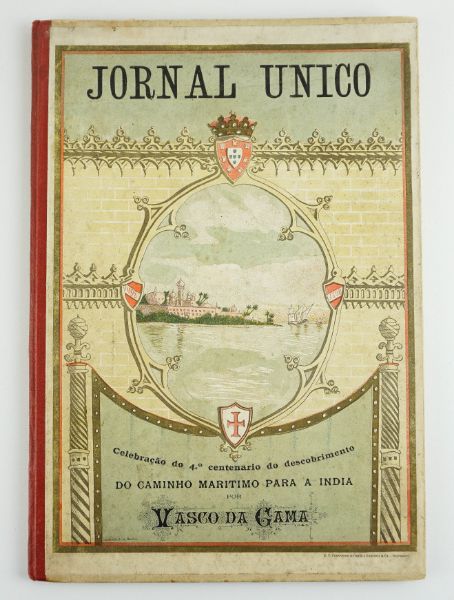 JORNAL UNICO
Celebração do 4.º centenario do descobrimento
DO CAMINHO MARITIMO PARA A INDIA
POR
VASCO DA GAMA